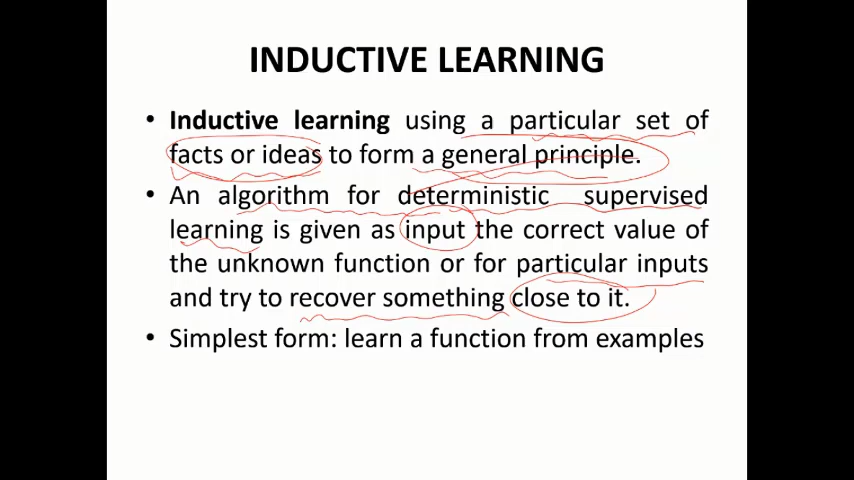 INDUCTIVE LEARNING
• Inductive learning using a particular set of
facts or ideas to form a general principle.
• An algorithm for deterministic supervised
learning is given as input the correct value of
the unknown function or for particular inputs
and try to recover something close to it.
• Simplest form: learn a function from examples